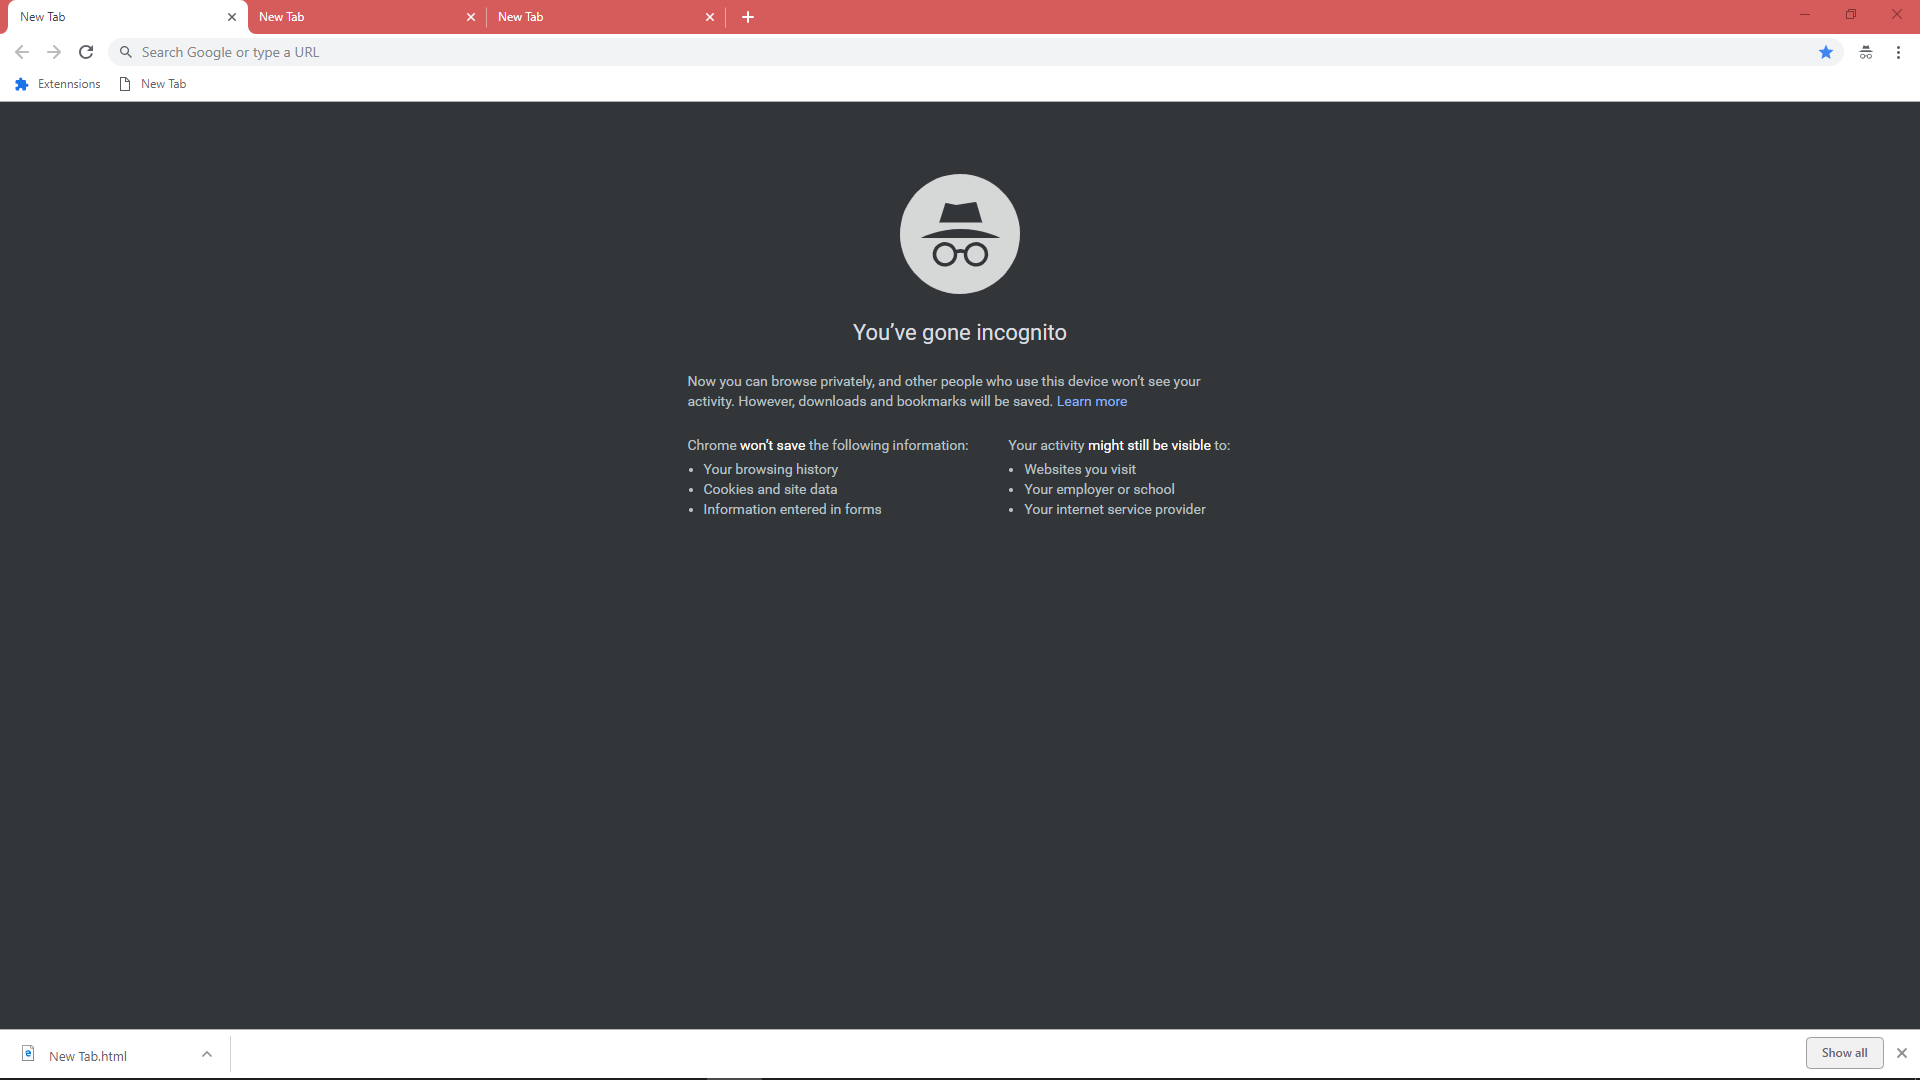 New Tab
New Tab
New Tab
Search Google or type a URL
Extennsions
New Tab
You’ve gone incognito
Now you can browse privately, and other people who use this device won’t see your
activity. However, downloads and bookmarks will be saved. Learn more
Chrome won’t save the following information:
Your browsing history
Cookies and site data
Information entered in forms
Your activity might still be visible to:
Websites you visit
Your employer or school
Your internet service provider
New Tab.html
Show all